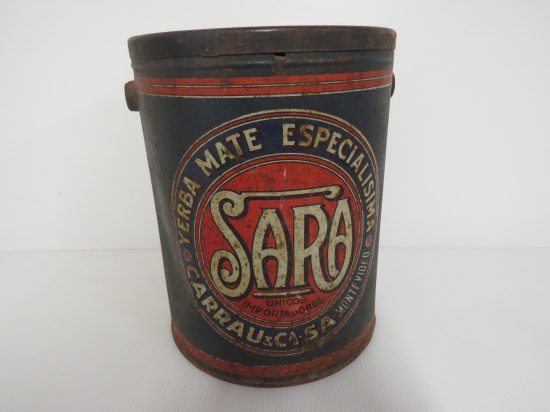 YERBA MATE ESPECIALISIMA
SARA
UNICOS
IMPORTADORES
CARRAU & CA. S.A. MONTEVIDEO